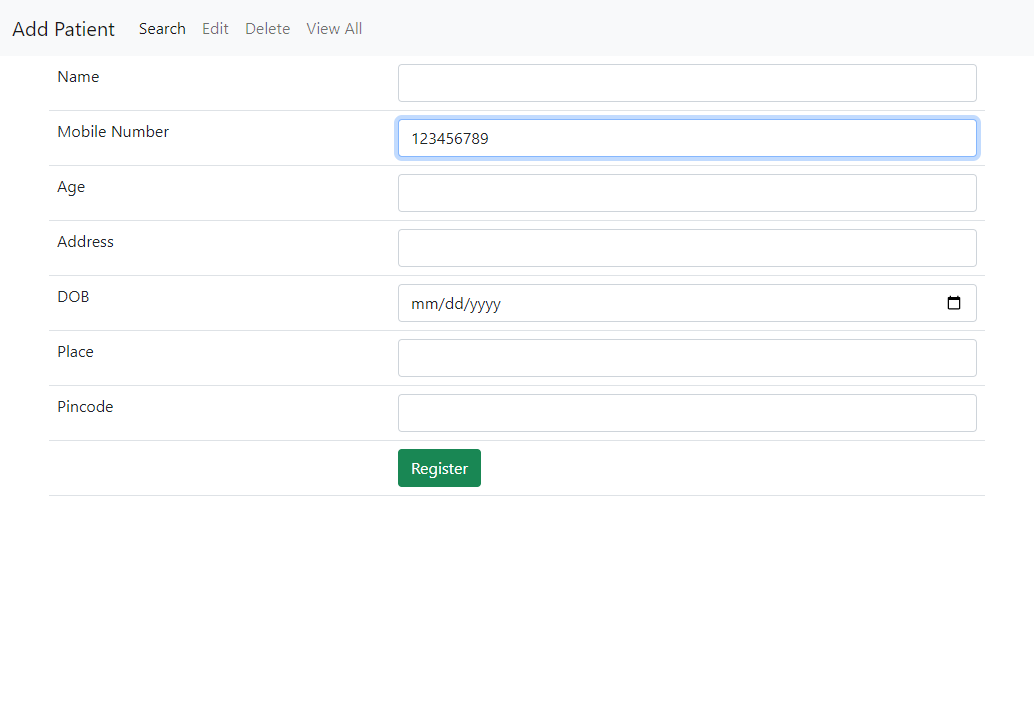 Add Patient Search Edit Delete View All
Name
Mobile Number 123456789
Age
Address
DOB mm/dd/yyyy
Place
Pincode
Register